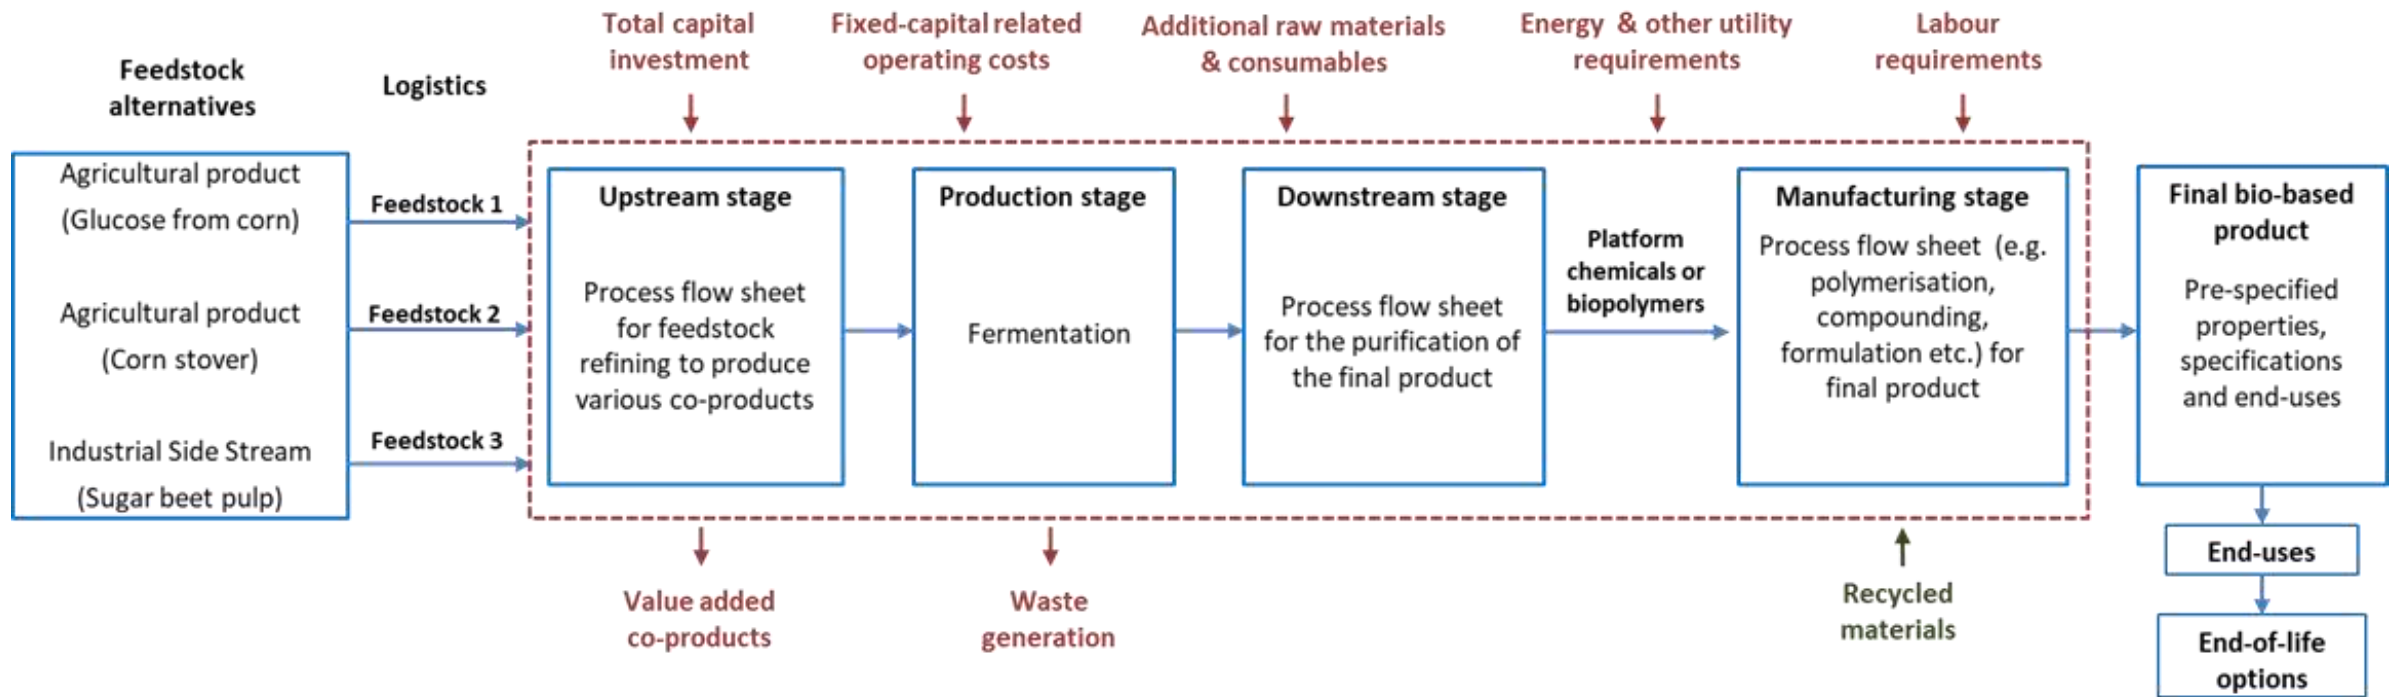 Feedstock
alternatives
Logistics
Total capital
investment
Fixed-capital related
operating costs
Additional raw materials
& consumables
Energy & other utility
requirements
Labour
requirements
Agricultural product
(Glucose from corn)
Agricultural product
(Corn stover)
Industrial Side Stream
(Sugar beet pulp)
Feedstock 1
Feedstock 2
Feedstock 3
Upstream stage
Process flow sheet
for feedstock
refining to produce
various co-products
Production stage
Fermentation
Downstream stage
Process flow sheet
for the purification of
the final product
Platform
chemicals or
biopolymers
Manufacturing stage
Process flow sheet (e.g.
polymerisation,
compounding,
formulation etc.) for
final product
Final bio-based
product
Pre-specified
properties,
specifications
and end-uses
Value added
co-products
Waste
generation
Recycled
materials
End-uses
End-of-life
options